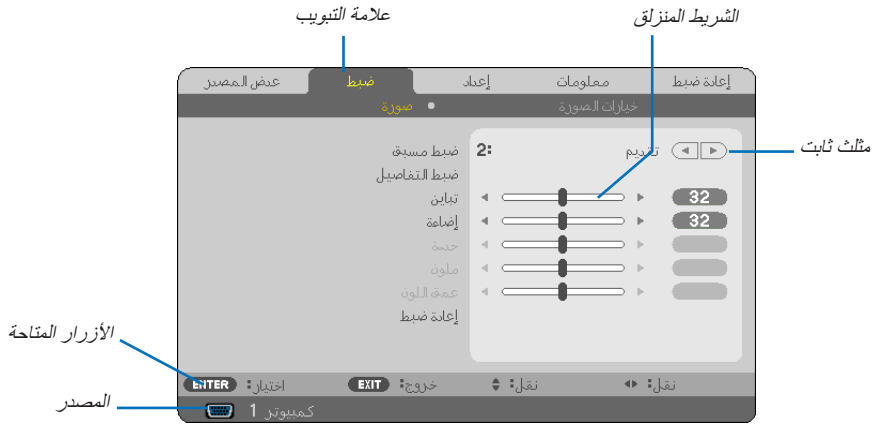 علامة التبويب
الشريط المنزلق
عرض المصدر ضبط إعداد معلومات إعادة ضبط
صورة • خيارات الصورة
ضبط مسبق 2: تقديم
مثلث ثابت
ضبط التفاصيل
تباين 32
إضاءة 32
حدة
ملون
عمق اللون
إعادة ضبط
الأزرار المتاحة
ENTER اختيار: EXIT خروج: نقل: نقل:
المصدر
كمبيوتر 1